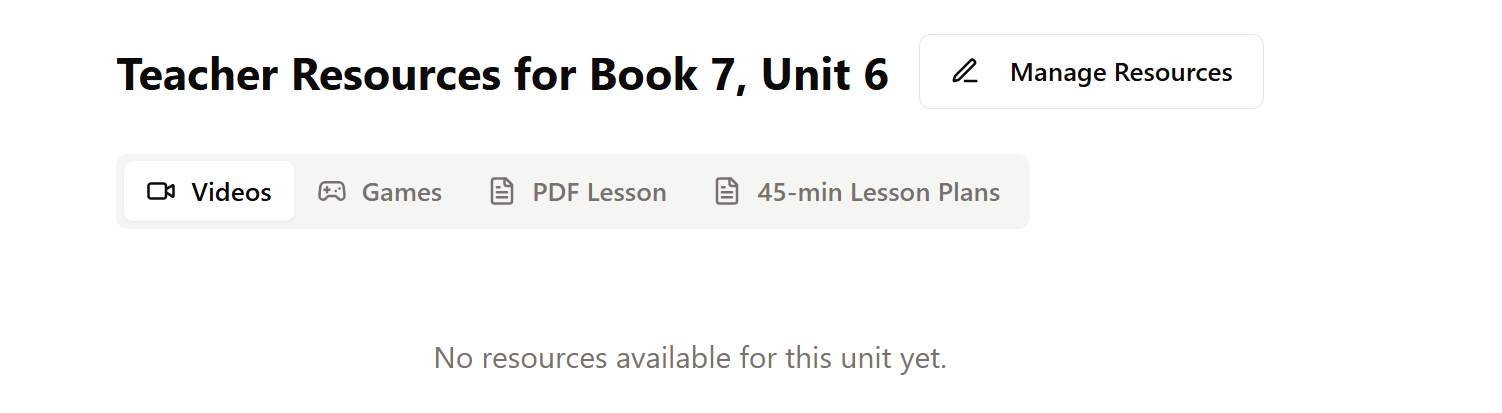 Teacher Resources for Book 7, Unit 6
Manage Resources
Videos
Games
PDF Lesson
45-min Lesson Plans
No resources available for this unit yet.